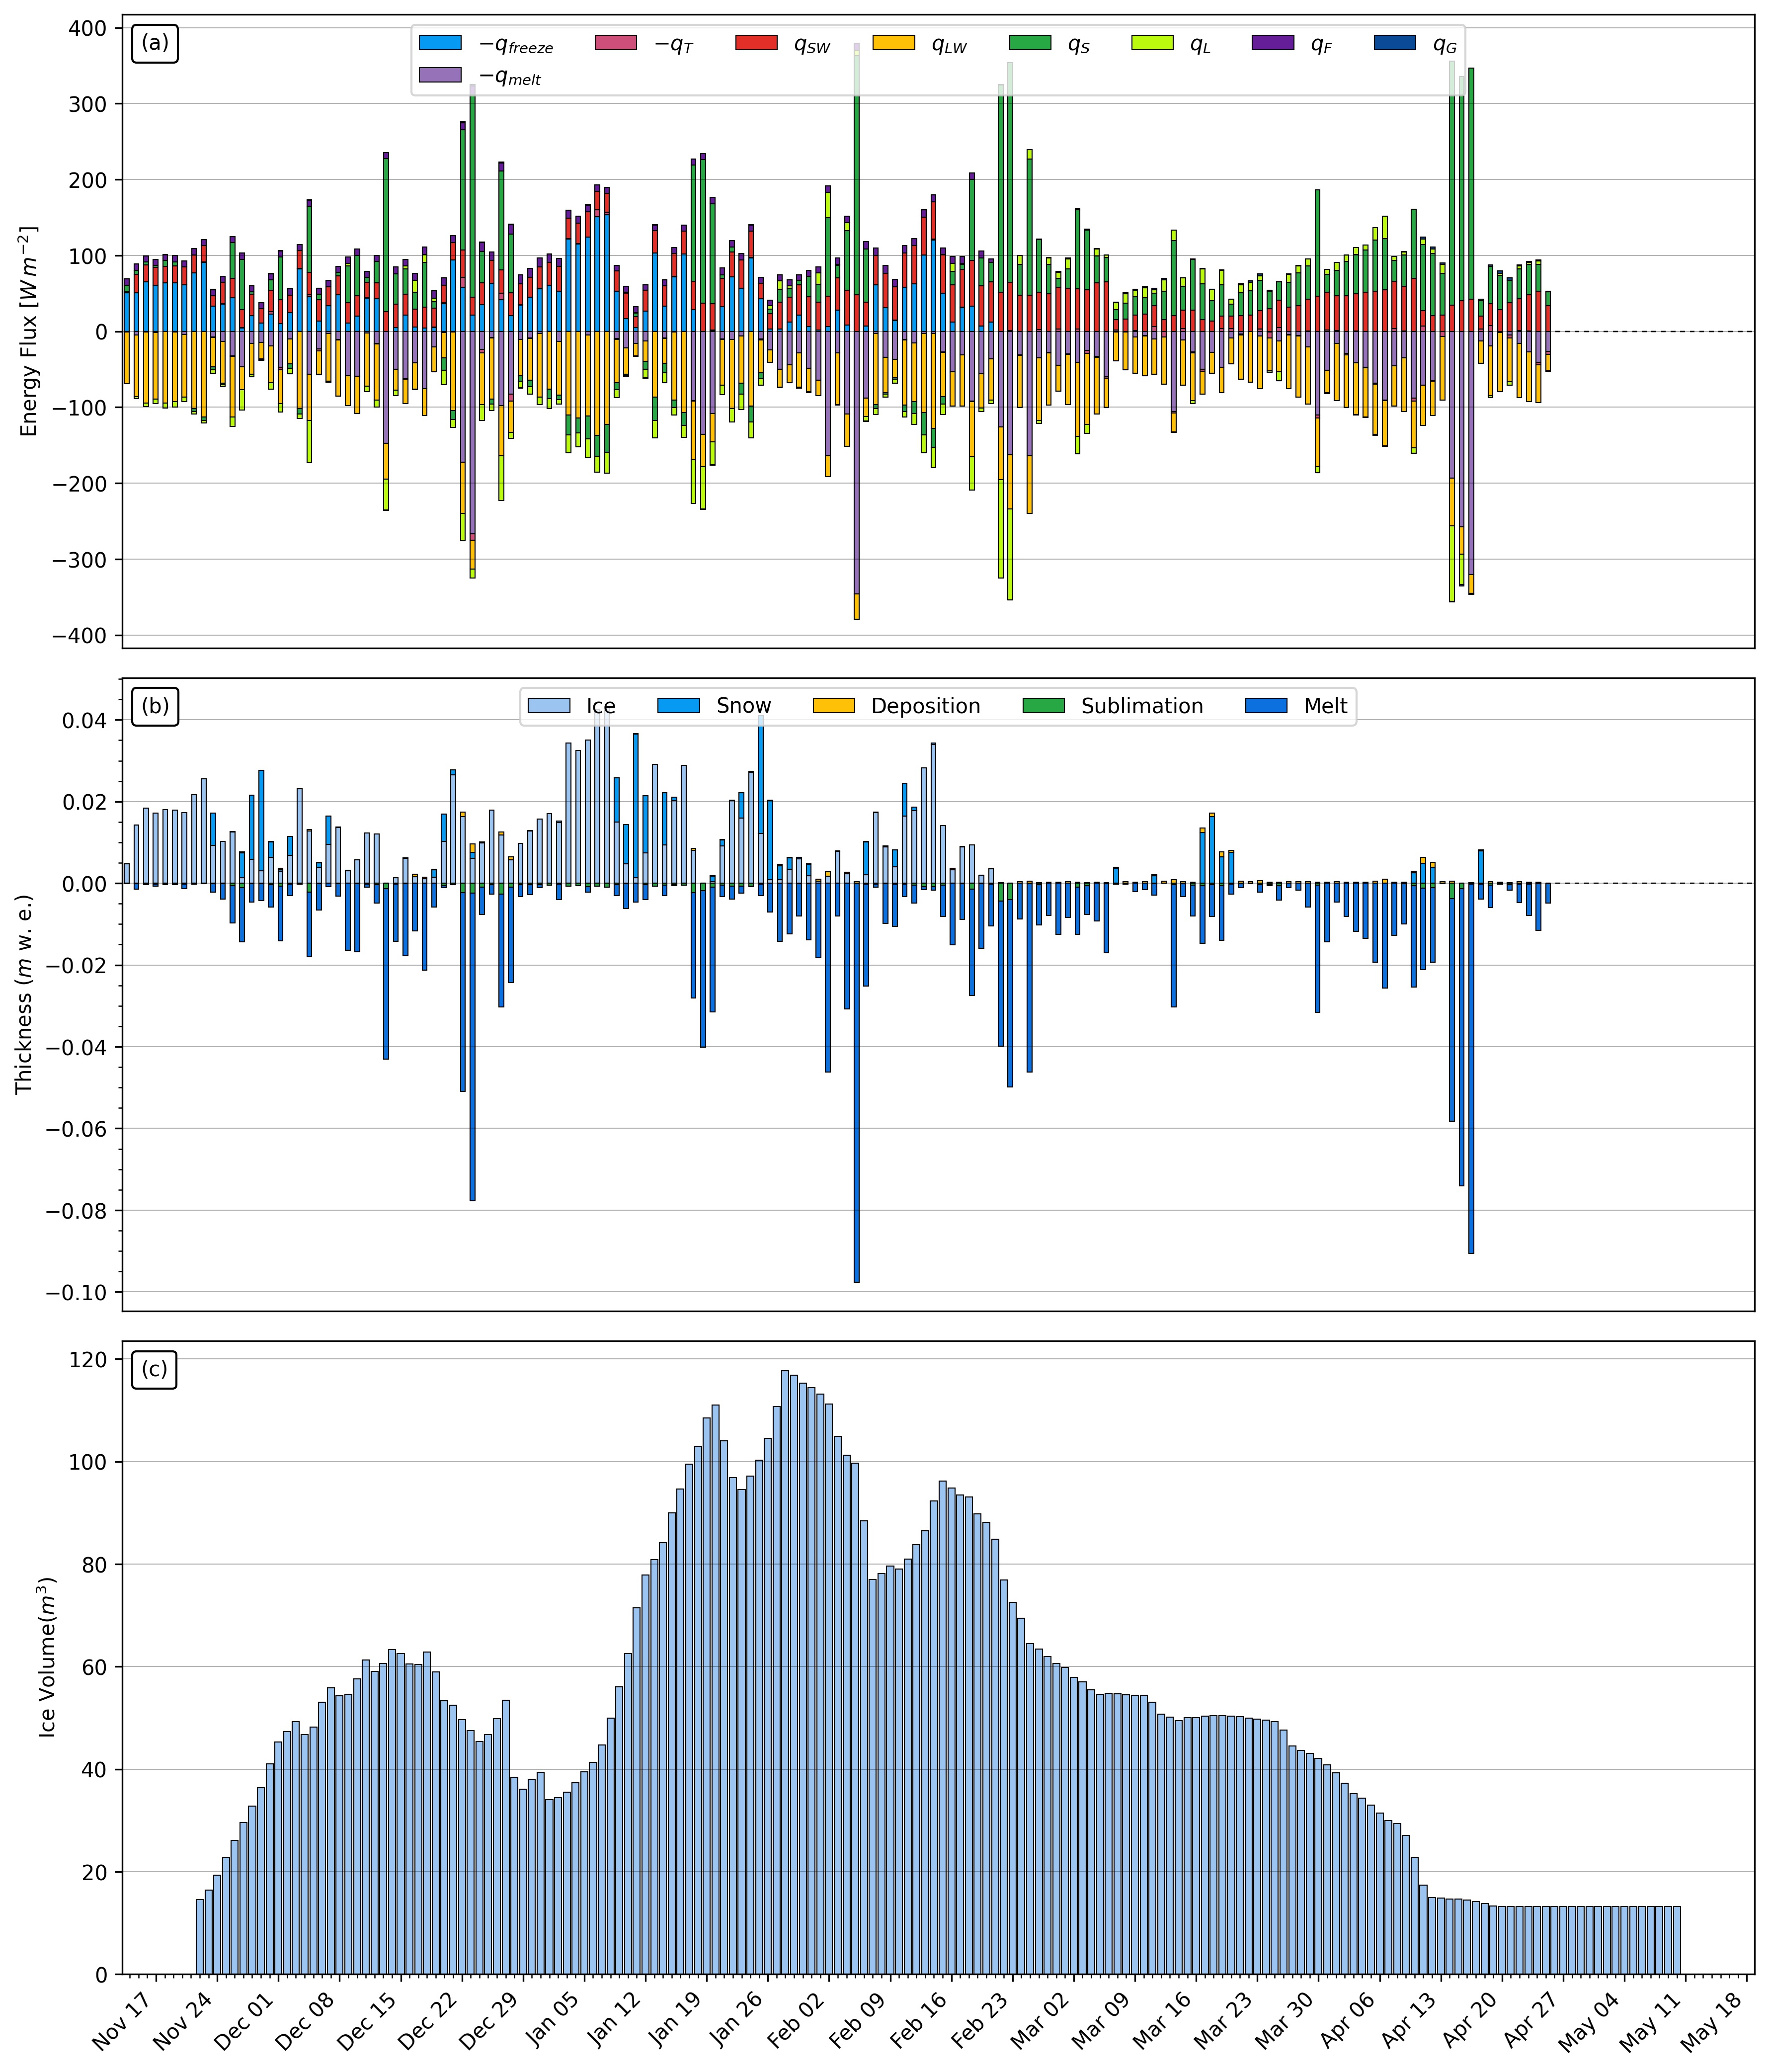 (a)
−q_freeze −q_T q_SW q_LW q_S q_L q_F q_G
−q_melt
400
300
200
100
0
−100
−200
−300
−400
Energy Flux [W m⁻²]
(b)
Ice Snow Deposition Sublimation Melt
0.04
0.02
0.00
−0.02
−0.04
−0.06
−0.08
−0.10
Thickness (m w. e.)
(c)
120
100
80
60
40
20
0
Ice Volume(m³)
Nov 17 Nov 24 Dec 01 Dec 08 Dec 15 Dec 22 Dec 29 Jan 05 Jan 12 Jan 19 Jan 26 Feb 02 Feb 09 Feb 16 Feb 23 Mar 02 Mar 09 Mar 16 Mar 23 Mar 30 Apr 06 Apr 13 Apr 20 Apr 27 May 04 May 11 May 18